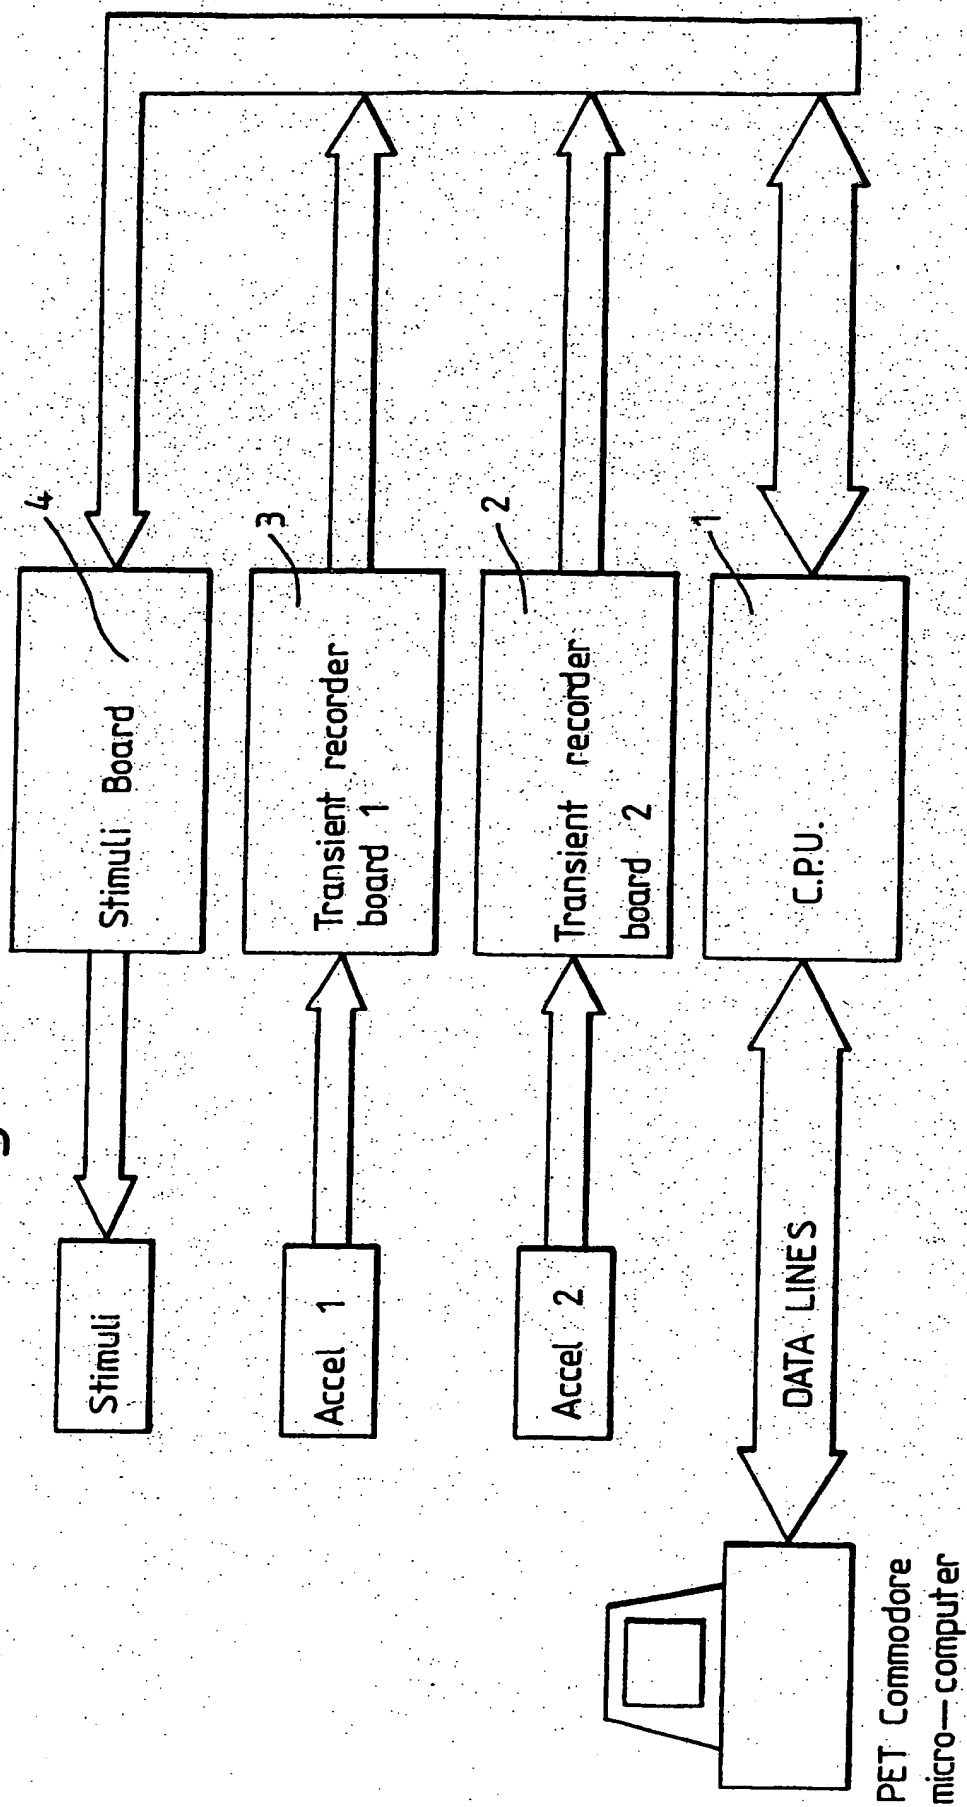 Stimuli
Stimuli Board
4
Accel 1
Transient recorder
board 1
3
Accel 2
Transient recorder
board 2
2
DATA LINES
C.P.U.
1
PET Commodore
micro—computer